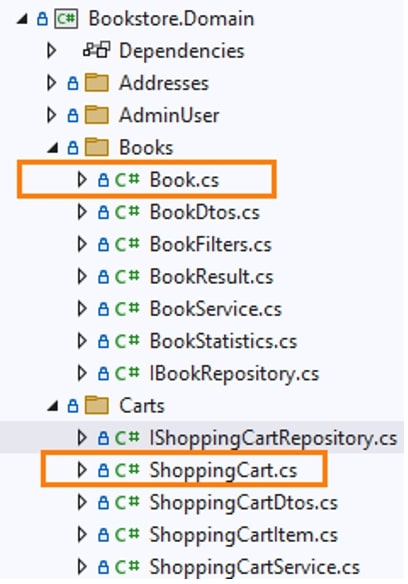 C# Bookstore.Domain
Dependencies
Addresses
AdminUser
Books
C# Book.cs
C# BookDtos.cs
C# BookFilters.cs
C# BookResult.cs
C# BookService.cs
C# BookStatistics.cs
C# IBookRepository.cs
Carts
C# IShoppingCartRepository.cs
C# ShoppingCart.cs
C# ShoppingCartDtos.cs
C# ShoppingCartItem.cs
C# ShoppingCartService.cs